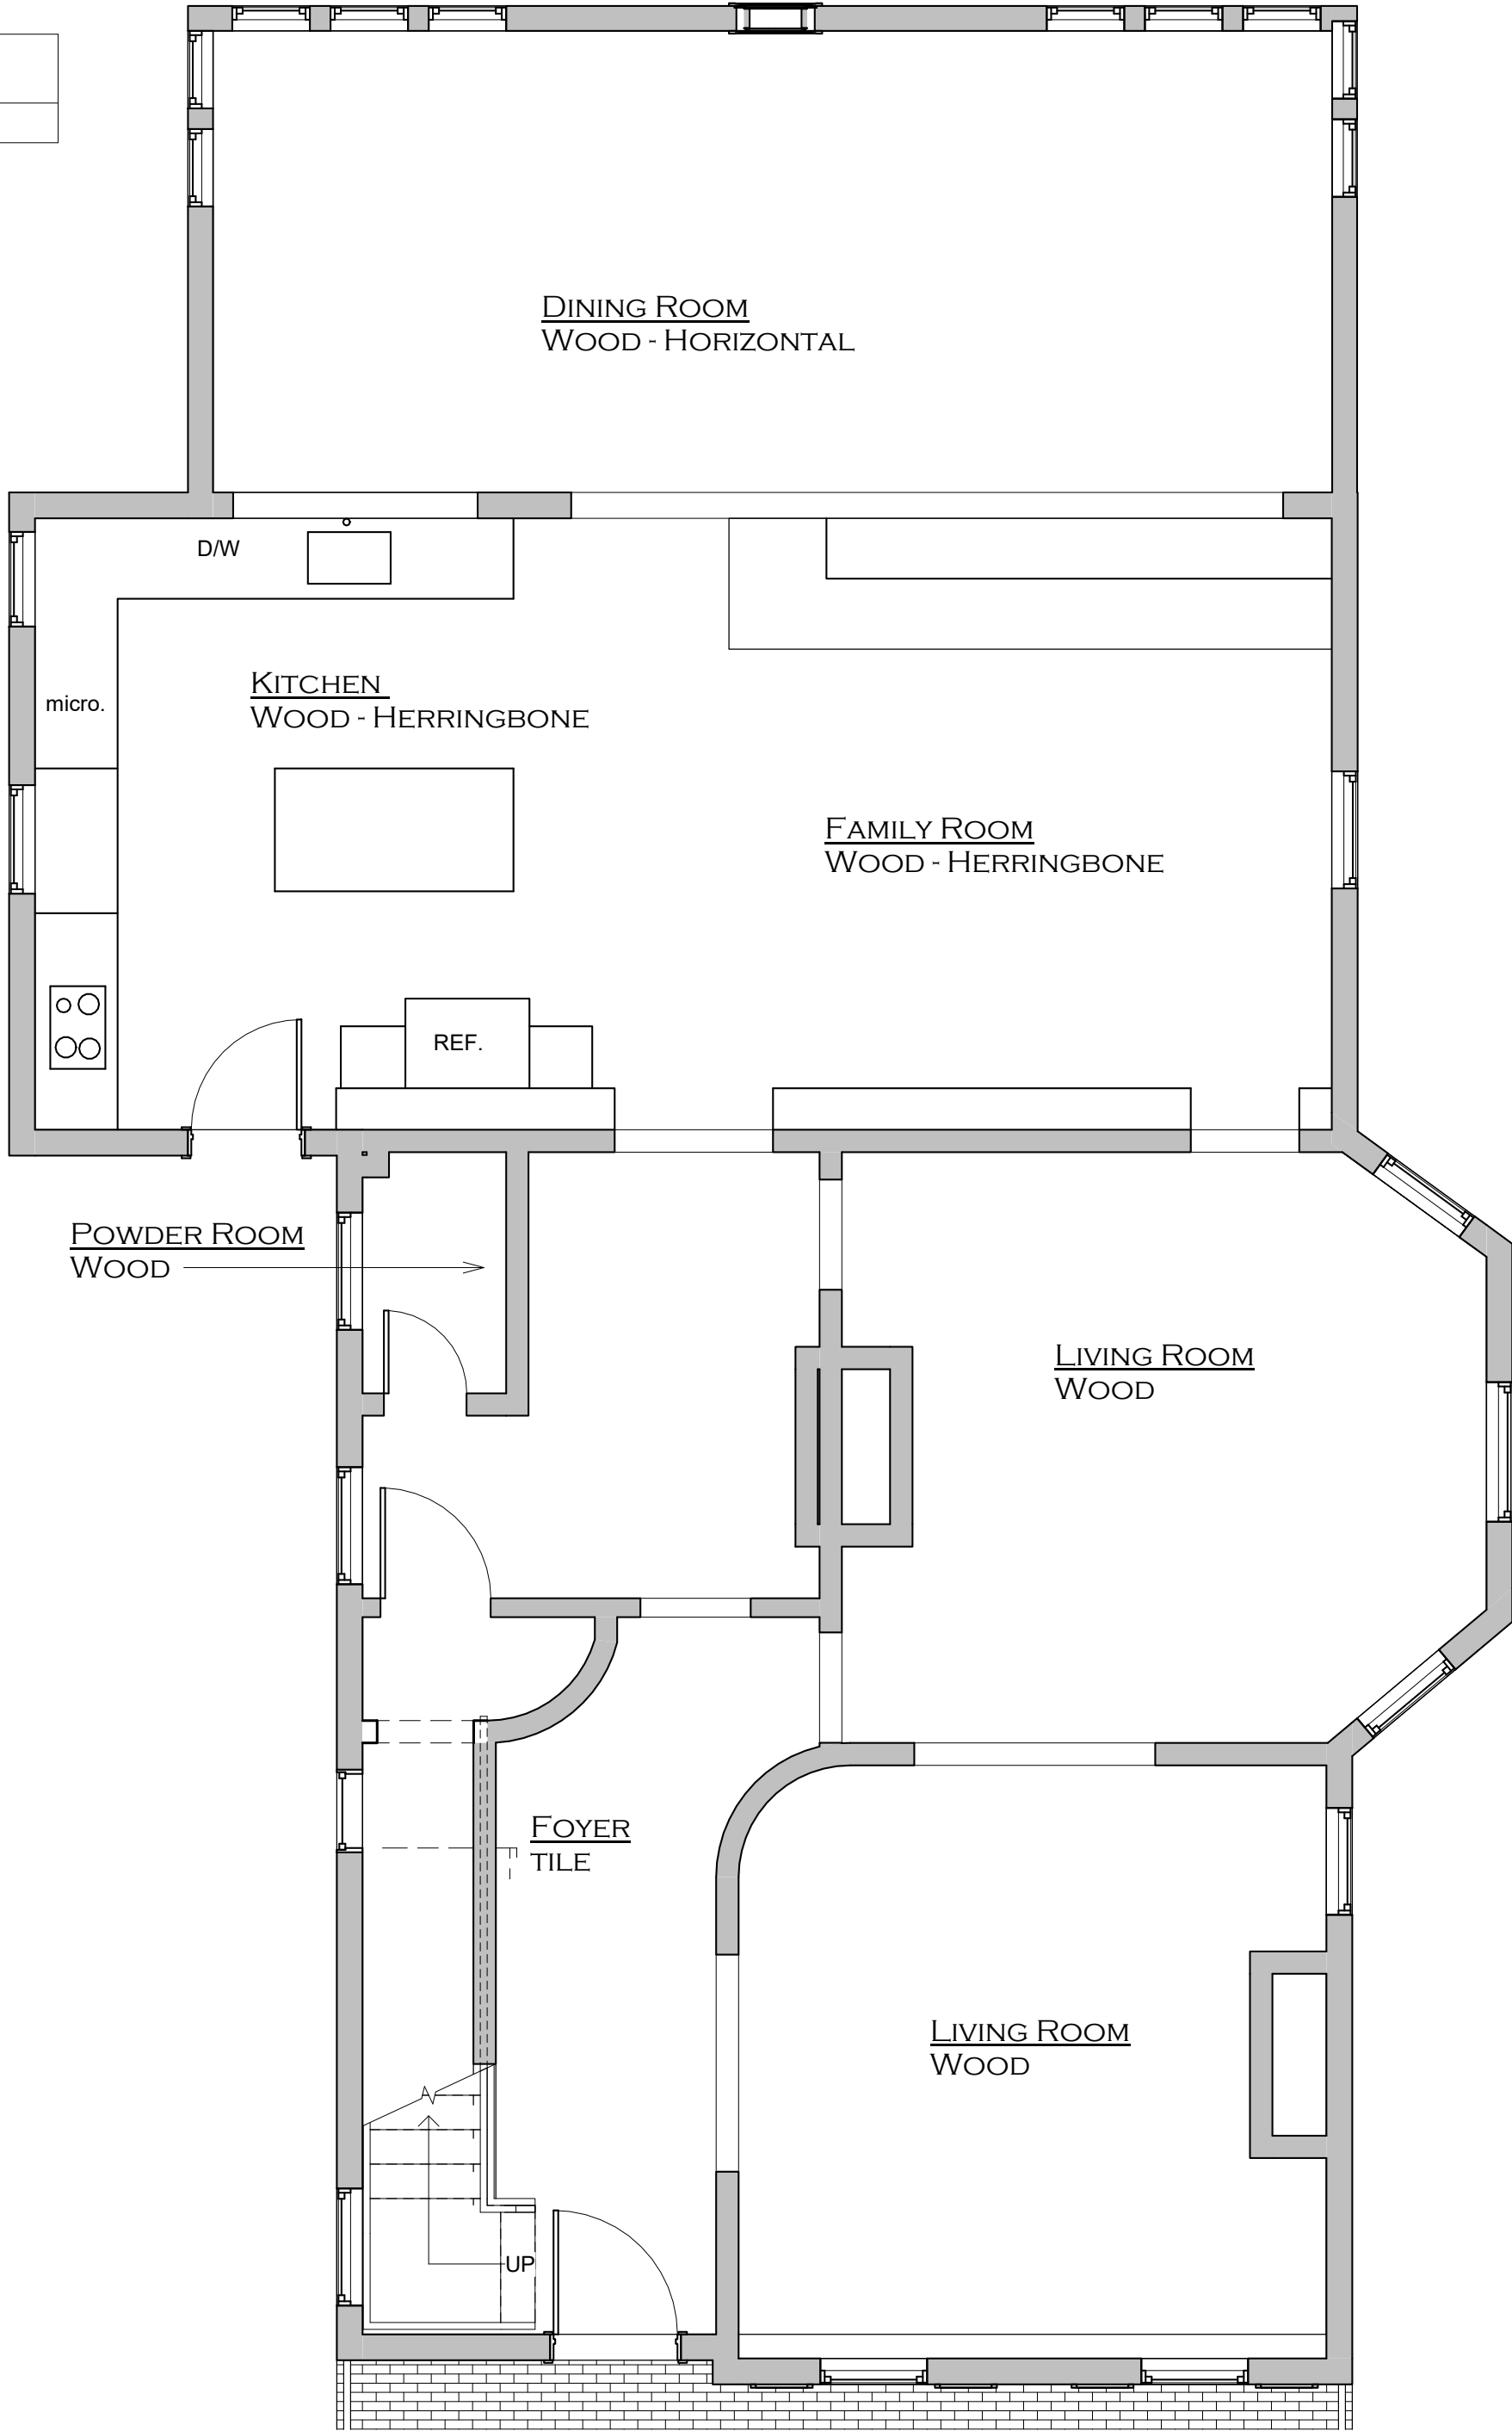 Dining Room
Wood - Horizontal
D/W
Kitchen
Wood - Herringbone
micro.
Family Room
Wood - Herringbone
REF.
Powder Room
Wood
Living Room
Wood
Foyer
tile
Living Room
Wood
UP